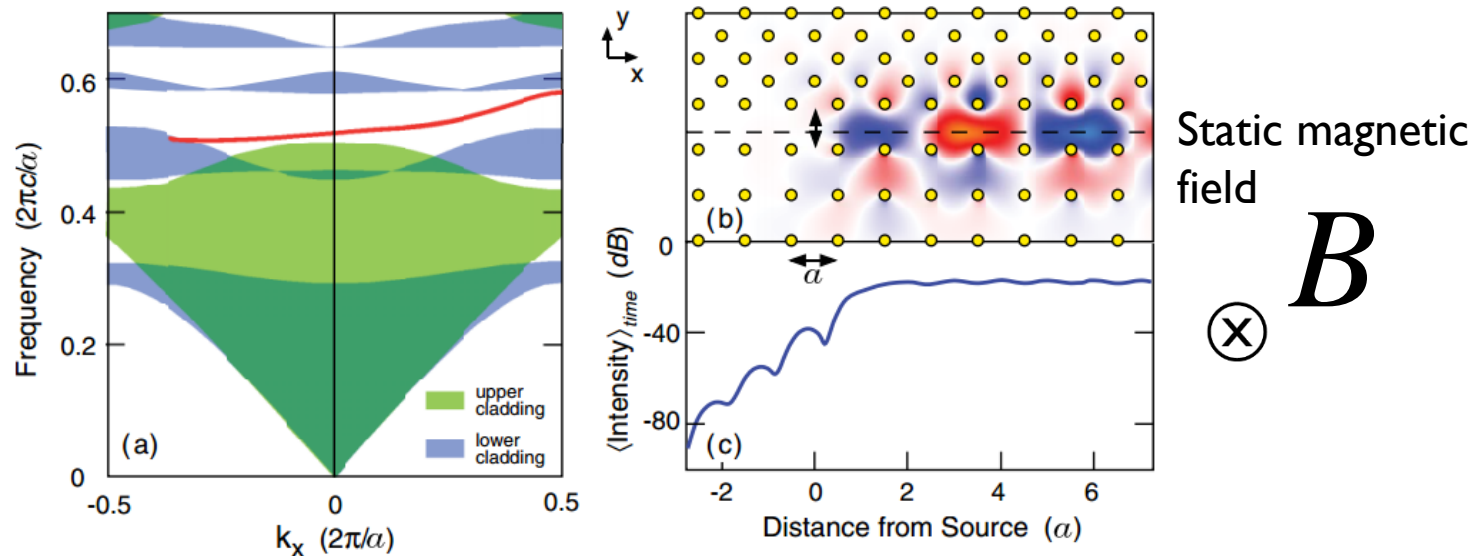 0.6
0.4
0.2
0
Frequency (2πc/a)
-0.5
0
0.5
kx (2π/a)
(a)
upper
cladding
lower
cladding
y
x
(b)
a
0
-40
-80
⟨Intensity⟩time (dB)
(c)
-2
0
2
4
6
Distance from Source (a)
Static magnetic
field
B
X